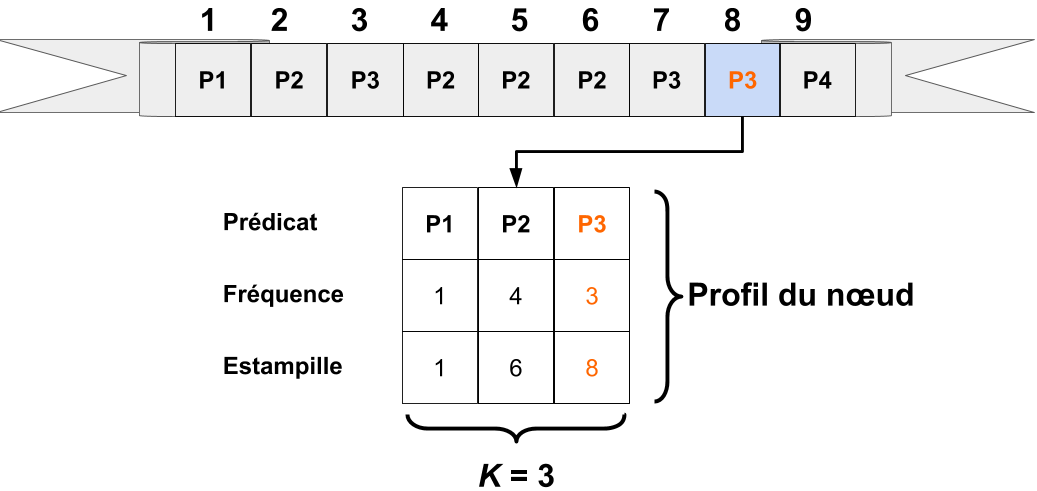 1 2 3 4 5 6 7 8 9
P1 P2 P3 P2 P2 P2 P3 P3 P4
Prédicat P1 P2 P3
Fréquence 1 4 3
Profil du nœud
Estampille 1 6 8
K = 3